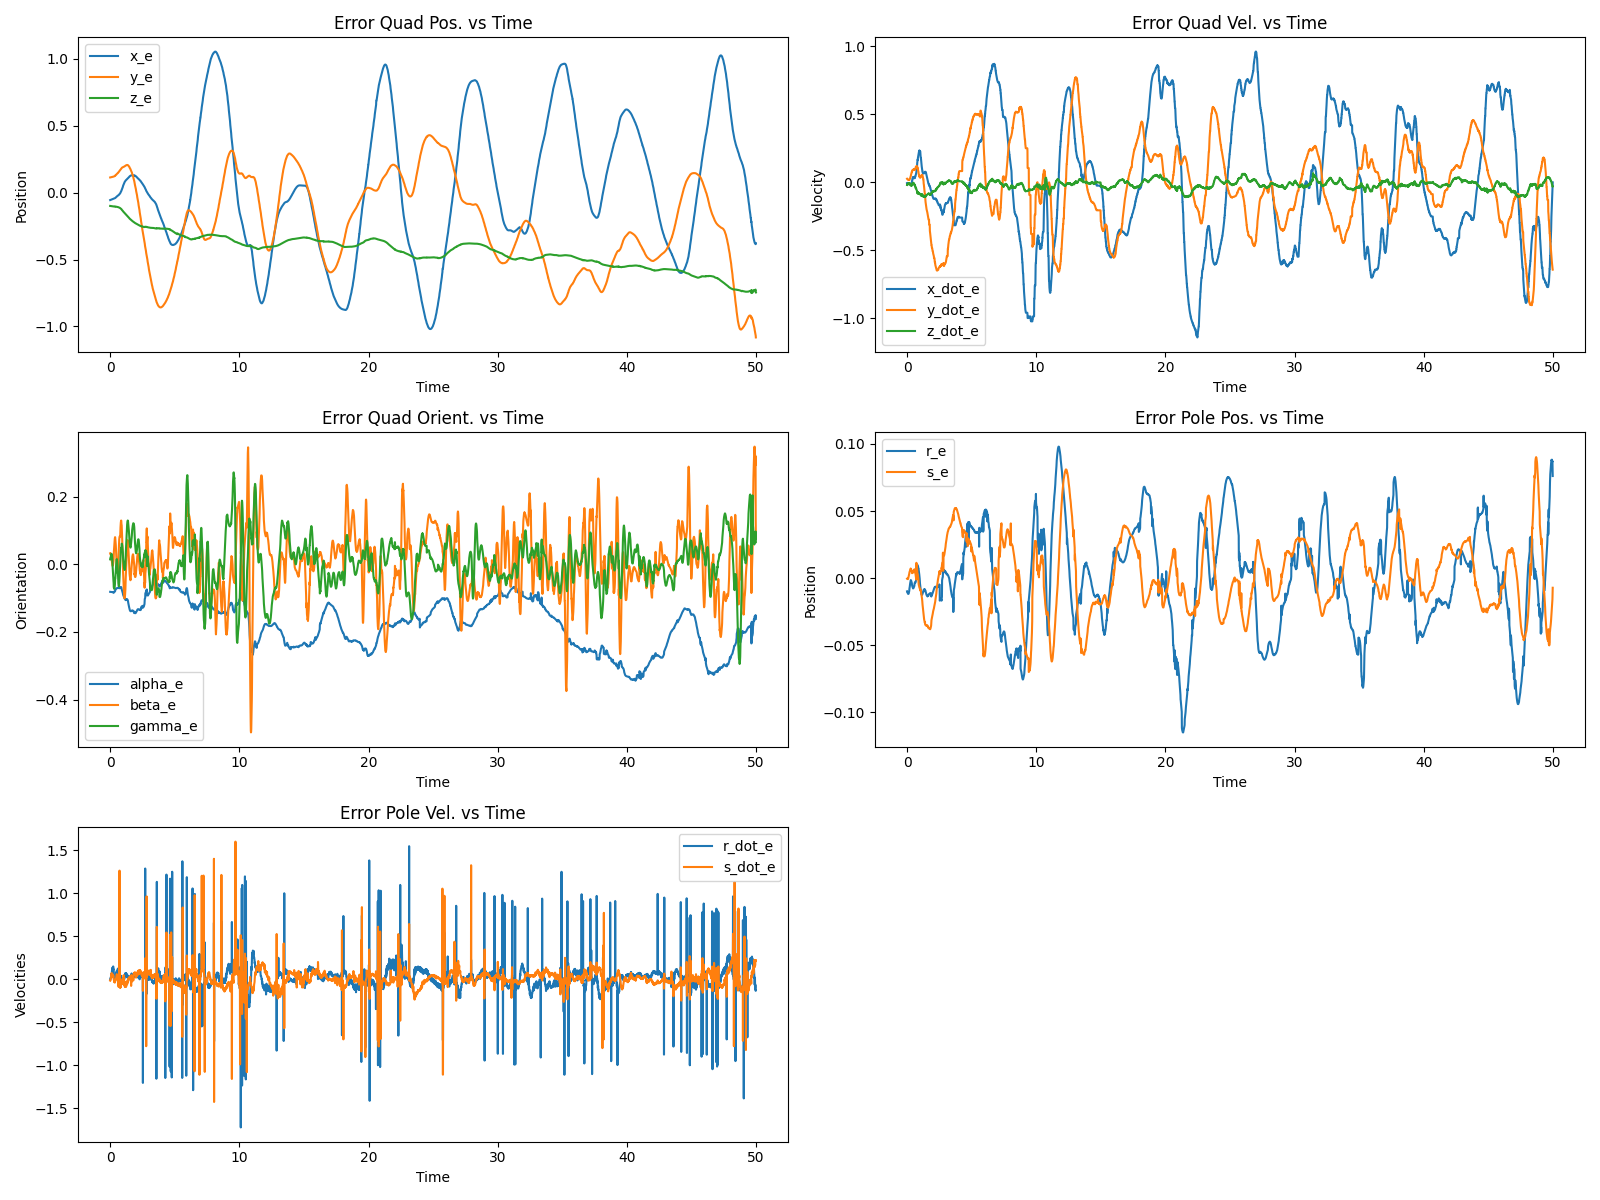 Error Quad Pos. vs Time
x_e
y_e
z_e
Position
1.0
0.5
0.0
−0.5
−1.0
0 10 20 30 40 50
Time
Error Quad Vel. vs Time
x_dot_e
y_dot_e
z_dot_e
Velocity
1.0
0.5
0.0
−0.5
−1.0
0 10 20 30 40 50
Time
Error Quad Orient. vs Time
alpha_e
beta_e
gamma_e
Orientation
0.2
0.0
−0.2
−0.4
0 10 20 30 40 50
Time
Error Pole Pos. vs Time
r_e
s_e
Position
0.10
0.05
0.00
−0.05
−0.10
0 10 20 30 40 50
Time
Error Pole Vel. vs Time
r_dot_e
s_dot_e
Velocties
1.5
1.0
0.5
0.0
−0.5
−1.0
−1.5
0 10 20 30 40 50
Time